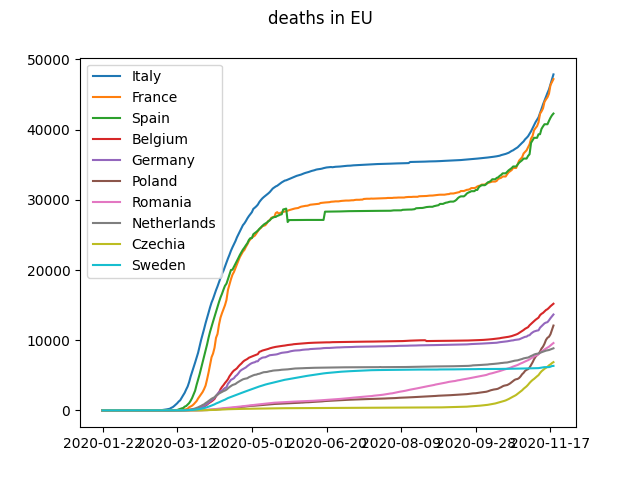 deaths in EU
50000
40000
30000
20000
10000
0
Italy
France
Spain
Belgium
Germany
Poland
Romania
Netherlands
Czechia
Sweden
2020-01-22 2020-03-12 2020-05-01 2020-06-20 2020-08-09 2020-09-28 2020-11-17